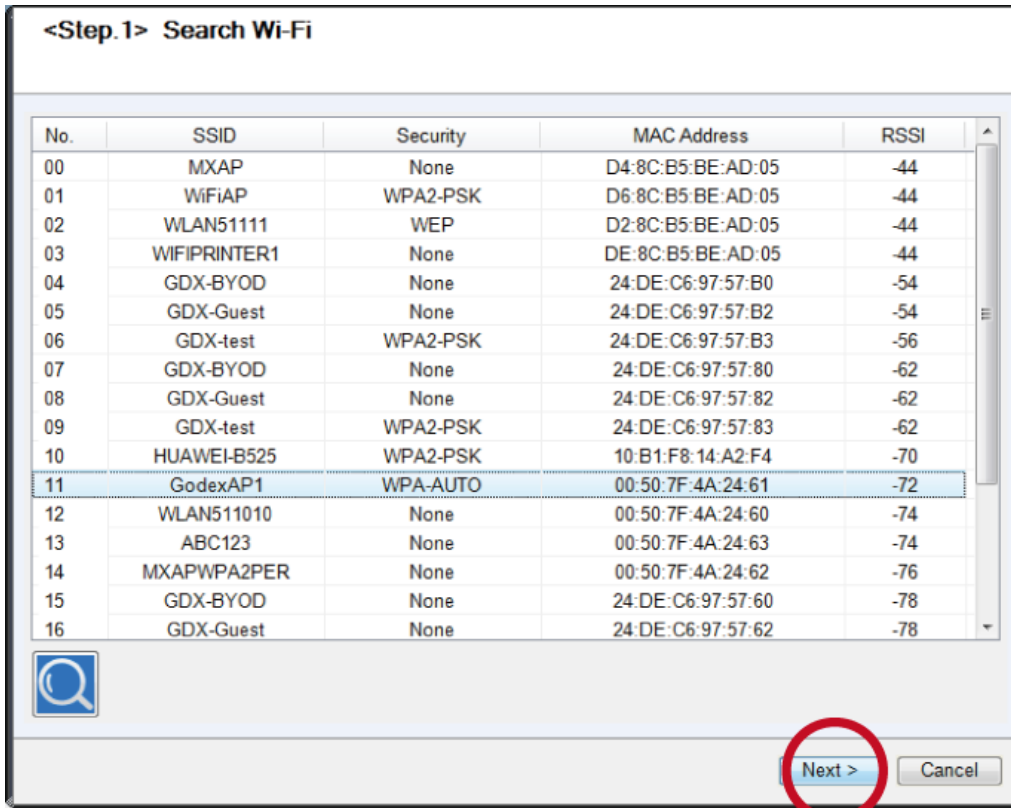 <Step.1> Search Wi-Fi
No. SSID Security MAC Address RSSI
00 MXAP None D4:8C:B5:BE:AD:05 -44
01 WiFiAP WPA2-PSK D6:8C:B5:BE:AD:05 -44
02 WLAN51111 WEP D2:8C:B5:BE:AD:05 -44
03 WIFIPRINTER1 None DE:8C:B5:BE:AD:05 -44
04 GDX-BYOD None 24:DE:C6:97:57:B0 -54
05 GDX-Guest None 24:DE:C6:97:57:B2 -54
06 GDX-test WPA2-PSK 24:DE:C6:97:57:B3 -56
07 GDX-BYOD None 24:DE:C6:97:57:80 -62
08 GDX-Guest None 24:DE:C6:97:57:82 -62
09 GDX-test WPA2-PSK 24:DE:C6:97:57:83 -62
10 HUAWEI-B525 WPA2-PSK 10:B1:F8:14:A2:F4 -70
11 GodexAP1 WPA-AUTO 00:50:7F:4A:24:61 -72
12 WLAN511010 None 00:50:7F:4A:24:60 -74
13 ABC123 None 00:50:7F:4A:24:63 -74
14 MXAPWPA2PER None 00:50:7F:4A:24:62 -76
15 GDX-BYOD None 24:DE:C6:97:57:60 -78
16 GDX-Guest None 24:DE:C6:97:57:62 -78
Next > Cancel